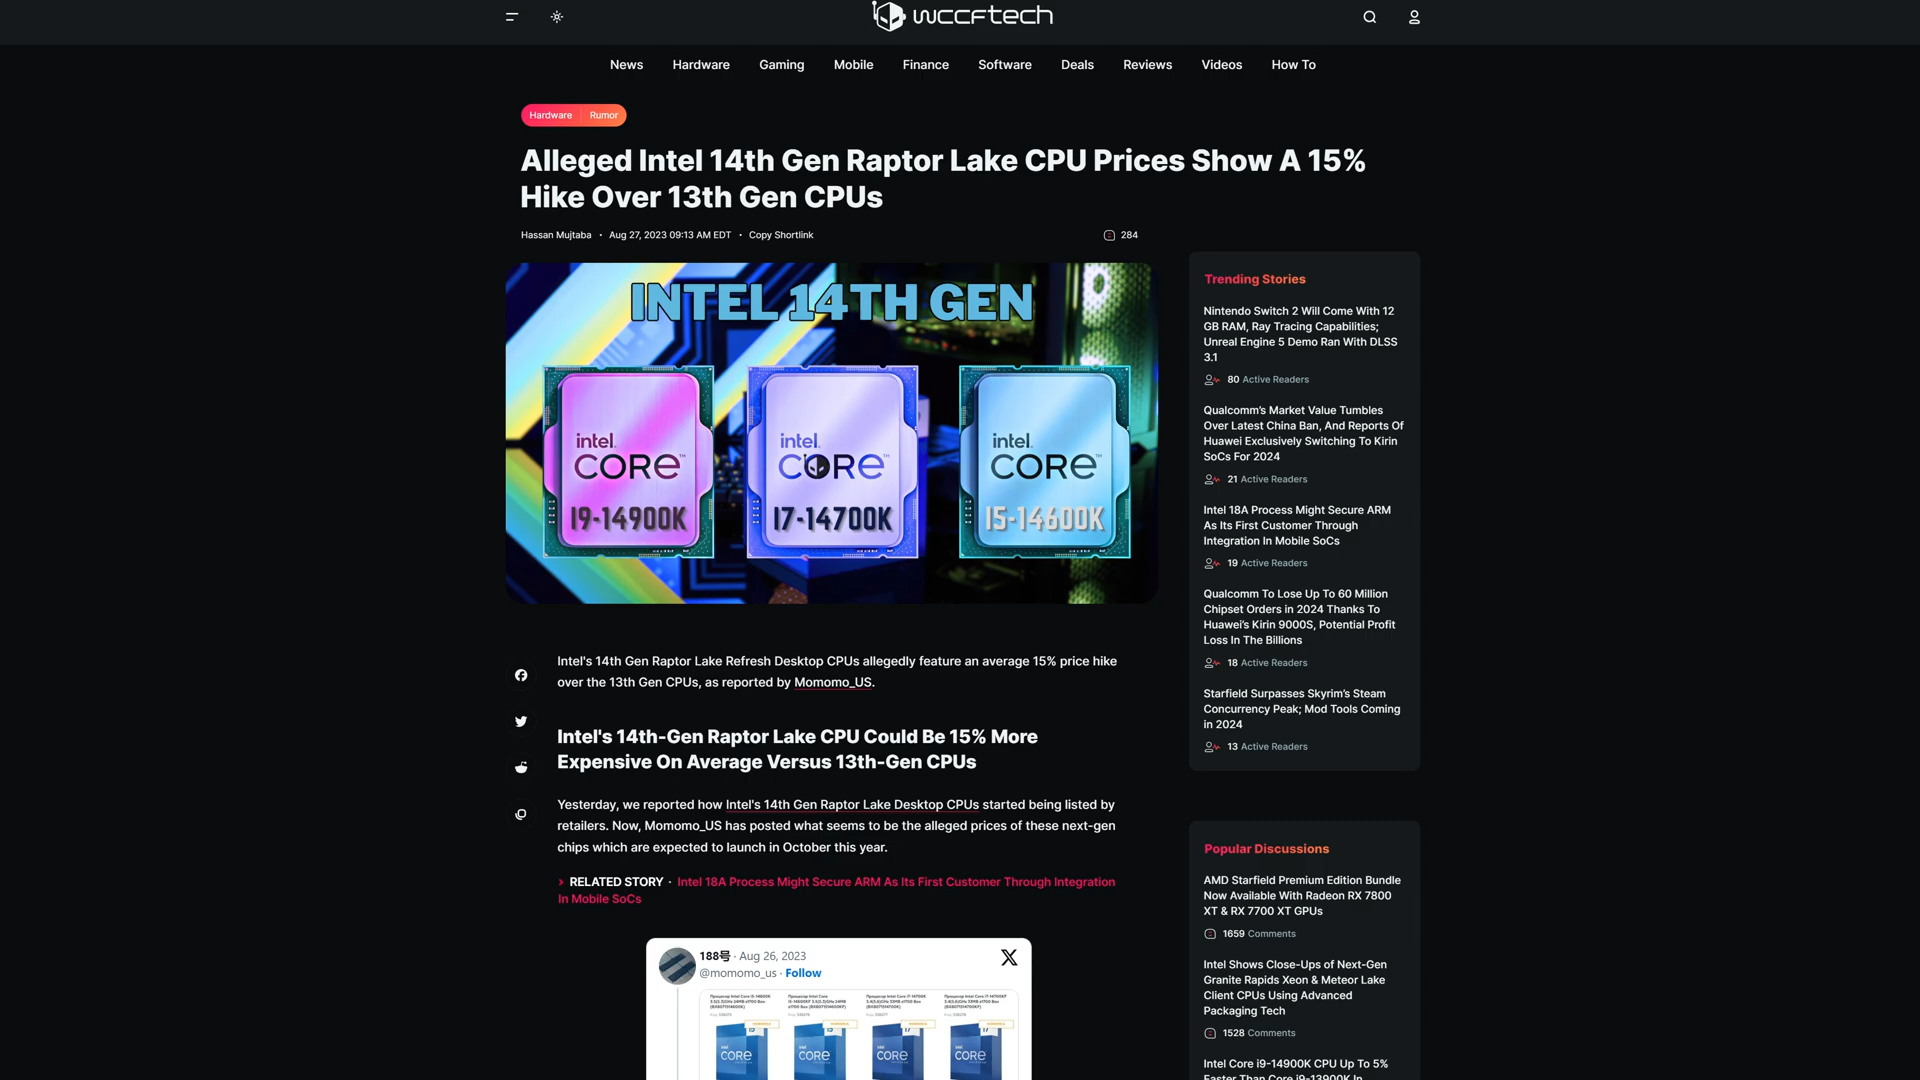 wccftech
News Hardware Gaming Mobile Finance Software Deals Reviews Videos How To
Hardware Rumor
Alleged Intel 14th Gen Raptor Lake CPU Prices Show A 15%
Hike Over 13th Gen CPUs
Hassan Mujtaba • Aug 27, 2023 09:13 AM EDT • Copy Shortlink
284
INTEL 14TH GEN
intel.
CORE™
I9-14900K
intel.
CORE™
I7-14700K
intel.
CORE™
I5-14600K
Intel's 14th Gen Raptor Lake Refresh Desktop CPUs allegedly feature an average 15% price hike
over the 13th Gen CPUs, as reported by Momomo_US.
Intel's 14th-Gen Raptor Lake CPU Could Be 15% More
Expensive On Average Versus 13th-Gen CPUs
Yesterday, we reported how Intel's 14th Gen Raptor Lake Desktop CPUs started being listed by
retailers. Now, Momomo_US has posted what seems to be the alleged prices of these next-gen
chips which are expected to launch in October this year.
RELATED STORY · Intel 18A Process Might Secure ARM As Its First Customer Through Integration
In Mobile SoCs
188号 · Aug 26, 2023
@momomo_us · Follow
intel
CORE
intel
CORE
intel
CORE
intel
CORE
Trending Stories
Nintendo Switch 2 Will Come With 12
GB RAM, Ray Tracing Capabilities;
Unreal Engine 5 Demo Ran With DLSS
3.1
80 Active Readers
Qualcomm’s Market Value Tumbles
Over Latest China Ban, And Reports Of
Huawei Exclusively Switching To Kirin
SoCs For 2024
21 Active Readers
Intel 18A Process Might Secure ARM
As Its First Customer Through
Integration In Mobile SoCs
19 Active Readers
Qualcomm To Lose Up To 60 Million
Chipset Orders in 2024 Thanks To
Huawei’s Kirin 9000S, Potential Profit
Loss In The Billions
18 Active Readers
Starfield Surpasses Skyrim’s Steam
Concurrency Peak; Mod Tools Coming
in 2024
13 Active Readers
Popular Discussions
AMD Starfield Premium Edition Bundle
Now Available With Radeon RX 7800
XT & RX 7700 XT GPUs
1659 Comments
Intel Shows Close-Ups of Next-Gen
Granite Rapids Xeon & Meteor Lake
Client CPUs Using Advanced
Packaging Tech
1528 Comments
Intel Core i9-14900K CPU Up To 5%
Faster Than Core i9-13900K In